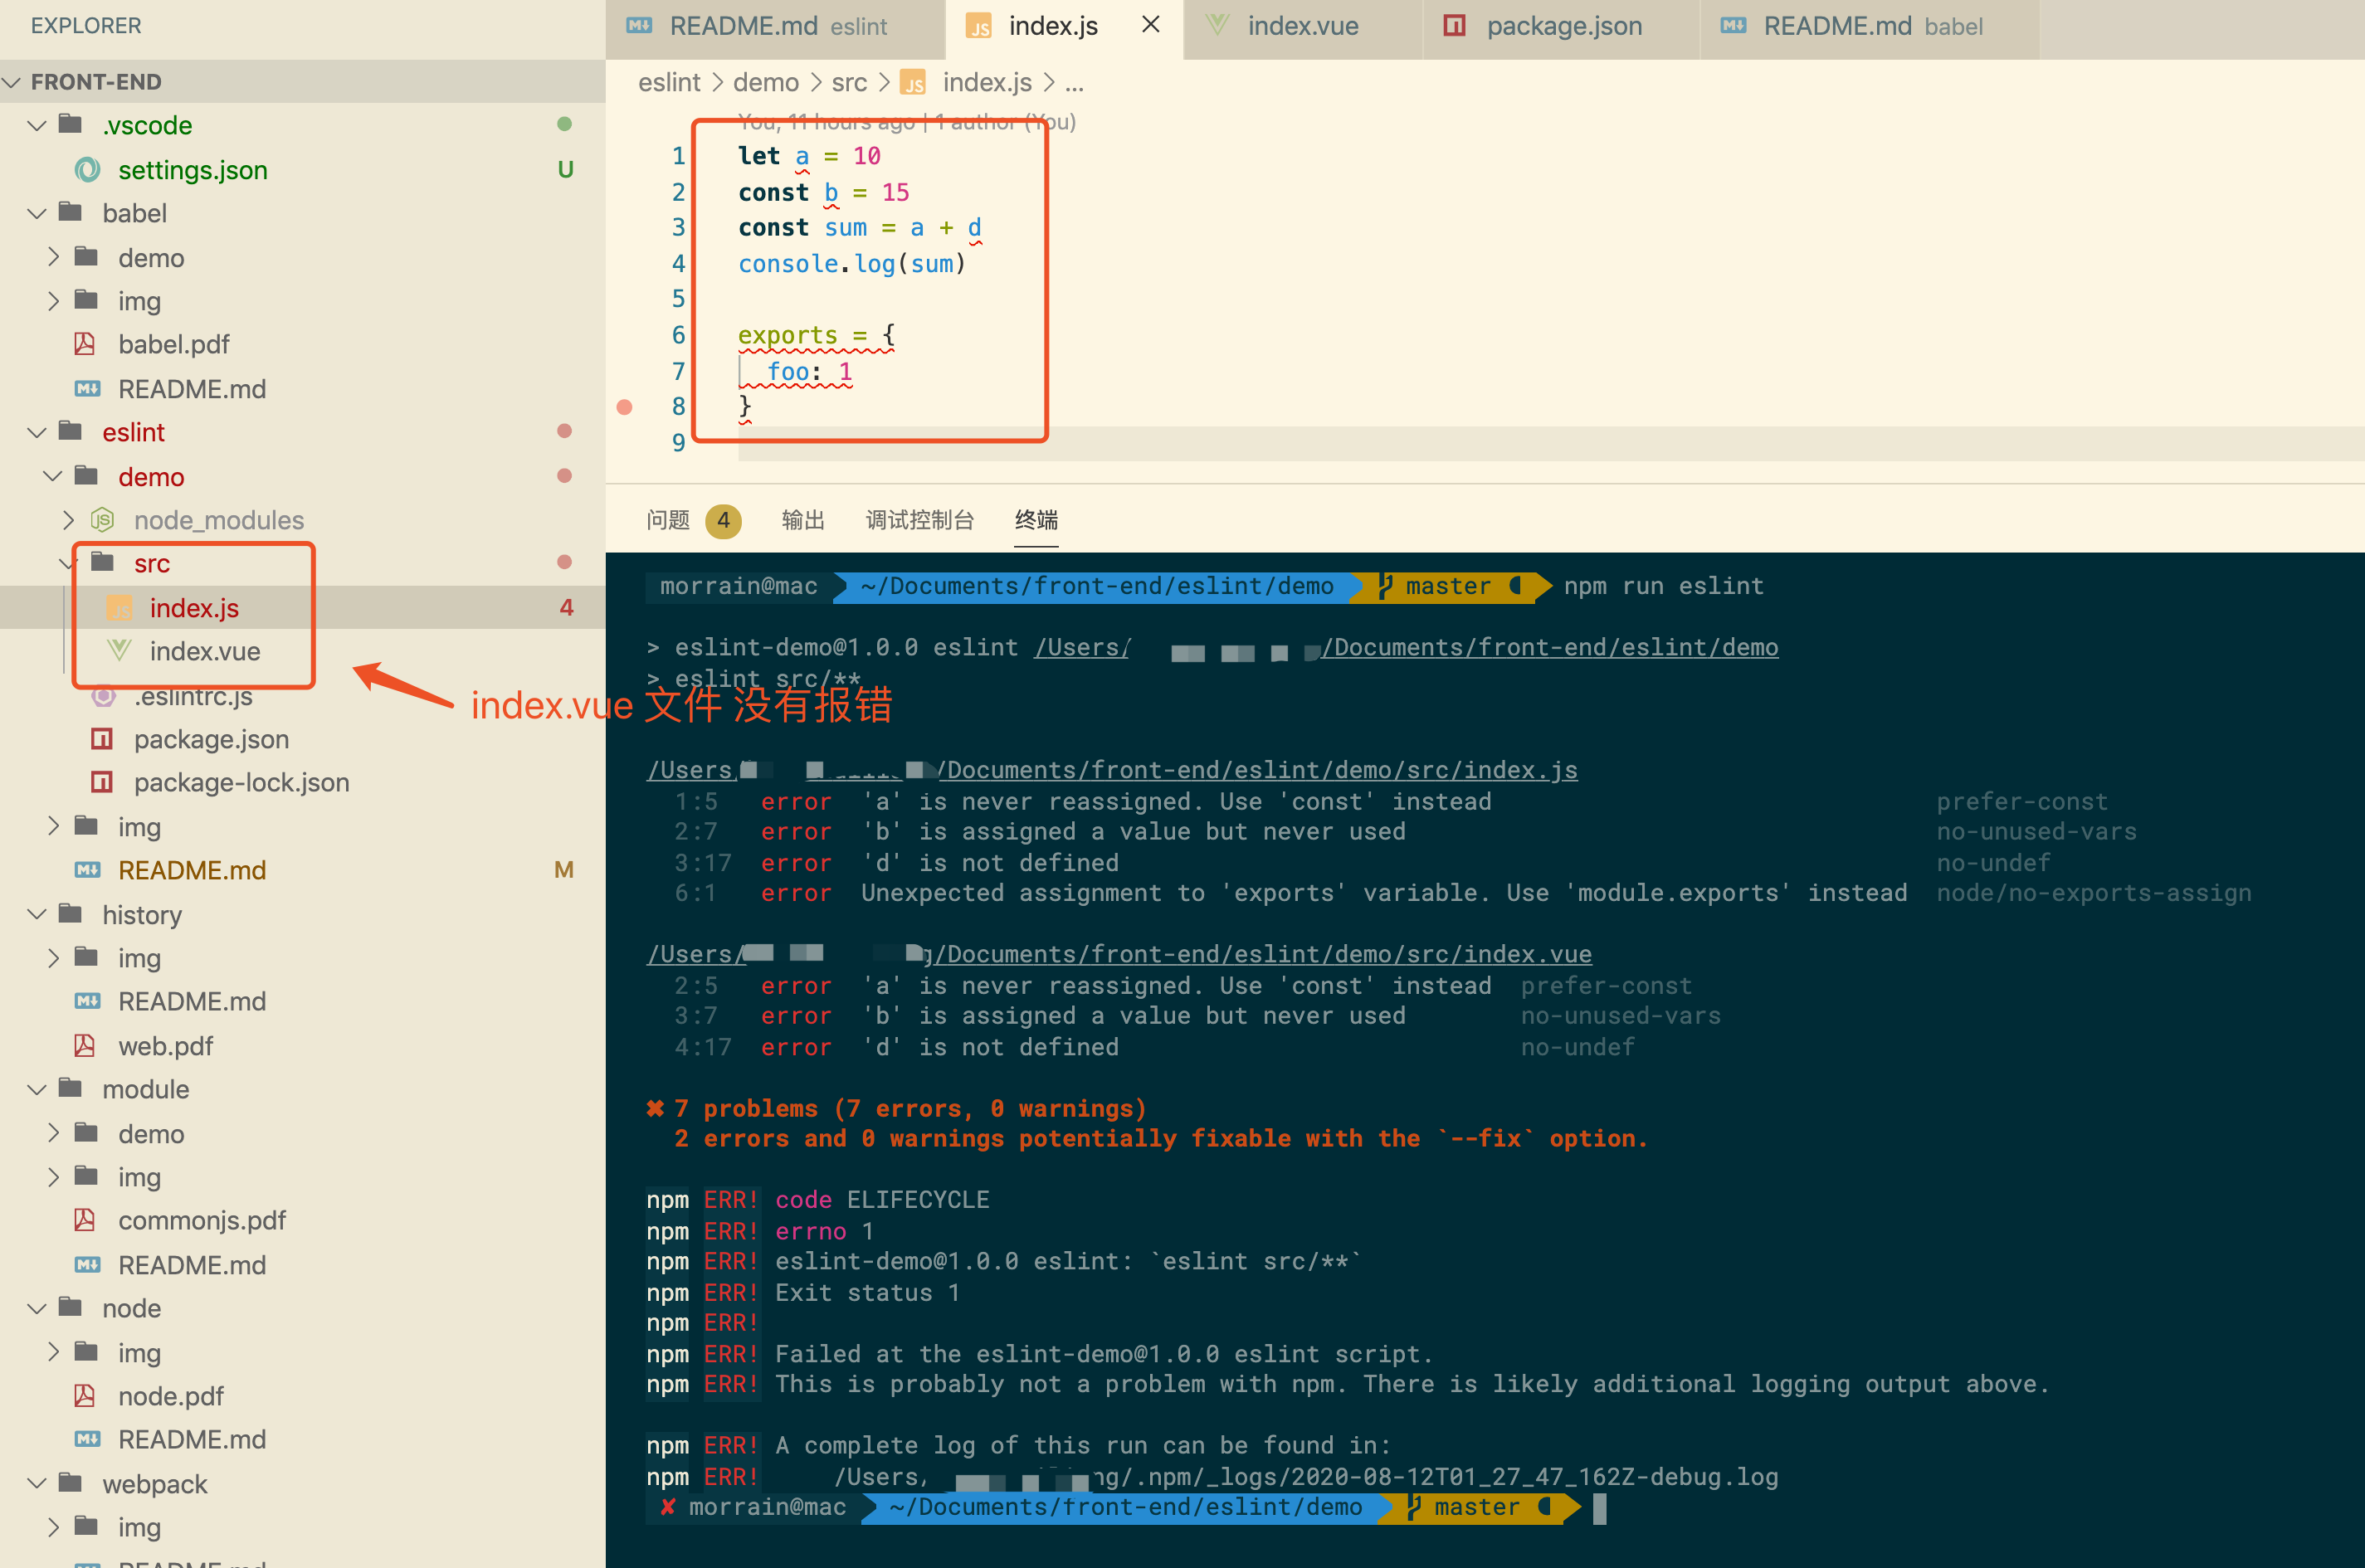 EXPLORER
FRONT-END
.vscode
settings.json U
babel
demo
img
babel.pdf
README.md
eslint
demo
node_modules
src
index.js 4
index.vue
.eslintrc.js
package.json
package-lock.json
img
README.md M
history
img
README.md
web.pdf
module
demo
img
commonjs.pdf
README.md
node
img
node.pdf
README.md
webpack
img
README.md
README.md eslint
index.js
index.vue
package.json
README.md babel
eslint > demo > src > index.js > ...
You, 11 hours ago | 1 author (You)
1 let a = 10
2 const b = 15
3 const sum = a + d
4 console.log(sum)
5
6 exports = {
7 foo: 1
8 }
9
问题 4 输出 调试控制台 终端
morrain@mac ~/Documents/front-end/eslint/demo master npm run eslint
> eslint-demo@1.0.0 eslint /Users/ /Documents/front-end/eslint/demo
> eslint src/**
index.vue 文件 没有报错
/Users/ /Documents/front-end/eslint/demo/src/index.js
1:5 error 'a' is never reassigned. Use 'const' instead prefer-const
2:7 error 'b' is assigned a value but never used no-unused-vars
3:17 error 'd' is not defined no-undef
6:1 error Unexpected assignment to 'exports' variable. Use 'module.exports' instead node/no-exports-assign
/Users/ g/Documents/front-end/eslint/demo/src/index.vue
2:5 error 'a' is never reassigned. Use 'const' instead prefer-const
3:7 error 'b' is assigned a value but never used no-unused-vars
4:17 error 'd' is not defined no-undef
✖ 7 problems (7 errors, 0 warnings)
2 errors and 0 warnings potentially fixable with the `--fix` option.
npm ERR! code ELIFECYCLE
npm ERR! errno 1
npm ERR! eslint-demo@1.0.0 eslint: `eslint src/**`
npm ERR! Exit status 1
npm ERR!
npm ERR! Failed at the eslint-demo@1.0.0 eslint script.
npm ERR! This is probably not a problem with npm. There is likely additional logging output above.
npm ERR! A complete log of this run can be found in:
npm ERR! /Users/ ng/.npm/_logs/2020-08-12T01_27_47_162Z-debug.log
✘ morrain@mac ~/Documents/front-end/eslint/demo master